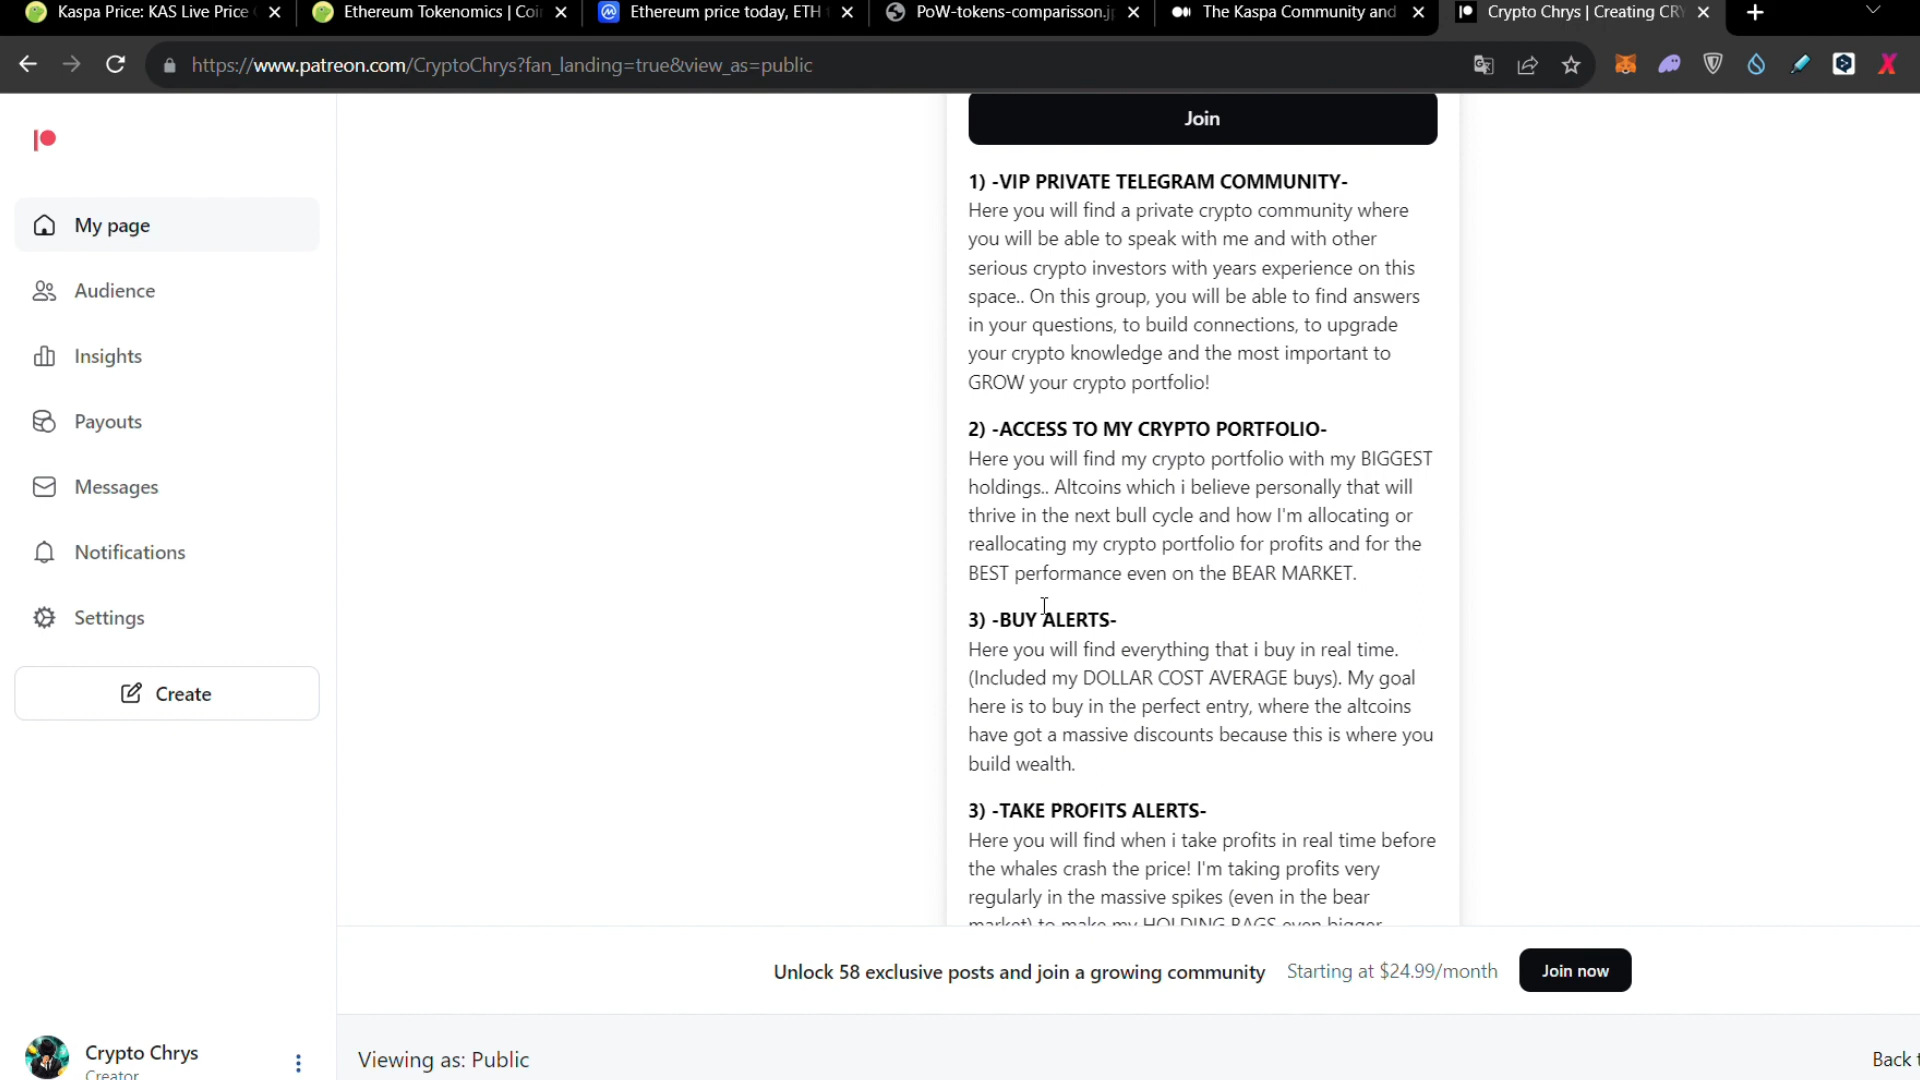 Kaspa Price: KAS Live Price
Ethereum Tokenomics | Coi
Ethereum price today, ETH
PoW-tokens-comparisson.j
The Kaspa Community and
Crypto Chrys | Creating CR
https://www.patreon.com/CryptoChrys?fan_landing=true&view_as=public
My page
Audience
Insights
Payouts
Messages
Notifications
Settings
Create
Crypto Chrys
Creator
Join
1) -VIP PRIVATE TELEGRAM COMMUNITY-
Here you will find a private crypto community where
you will be able to speak with me and with other
serious crypto investors with years experience on this
space.. On this group, you will be able to find answers
in your questions, to build connections, to upgrade
your crypto knowledge and the most important to
GROW your crypto portfolio!
2) -ACCESS TO MY CRYPTO PORTFOLIO-
Here you will find my crypto portfolio with my BIGGEST
holdings.. Altcoins which i believe personally that will
thrive in the next bull cycle and how I'm allocating or
reallocating my crypto portfolio for profits and for the
BEST performance even on the BEAR MARKET.
3) -BUY ALERTS-
Here you will find everything that i buy in real time.
(Included my DOLLAR COST AVERAGE buys). My goal
here is to buy in the perfect entry, where the altcoins
have got a massive discounts because this is where you
build wealth.
3) -TAKE PROFITS ALERTS-
Here you will find when i take profits in real time before
the whales crash the price! I'm taking profits very
regularly in the massive spikes (even in the bear
market) to make my HOLDING BAGS even bigger
Unlock 58 exclusive posts and join a growing community
Starting at $24.99/month
Join now
Viewing as: Public
Back t